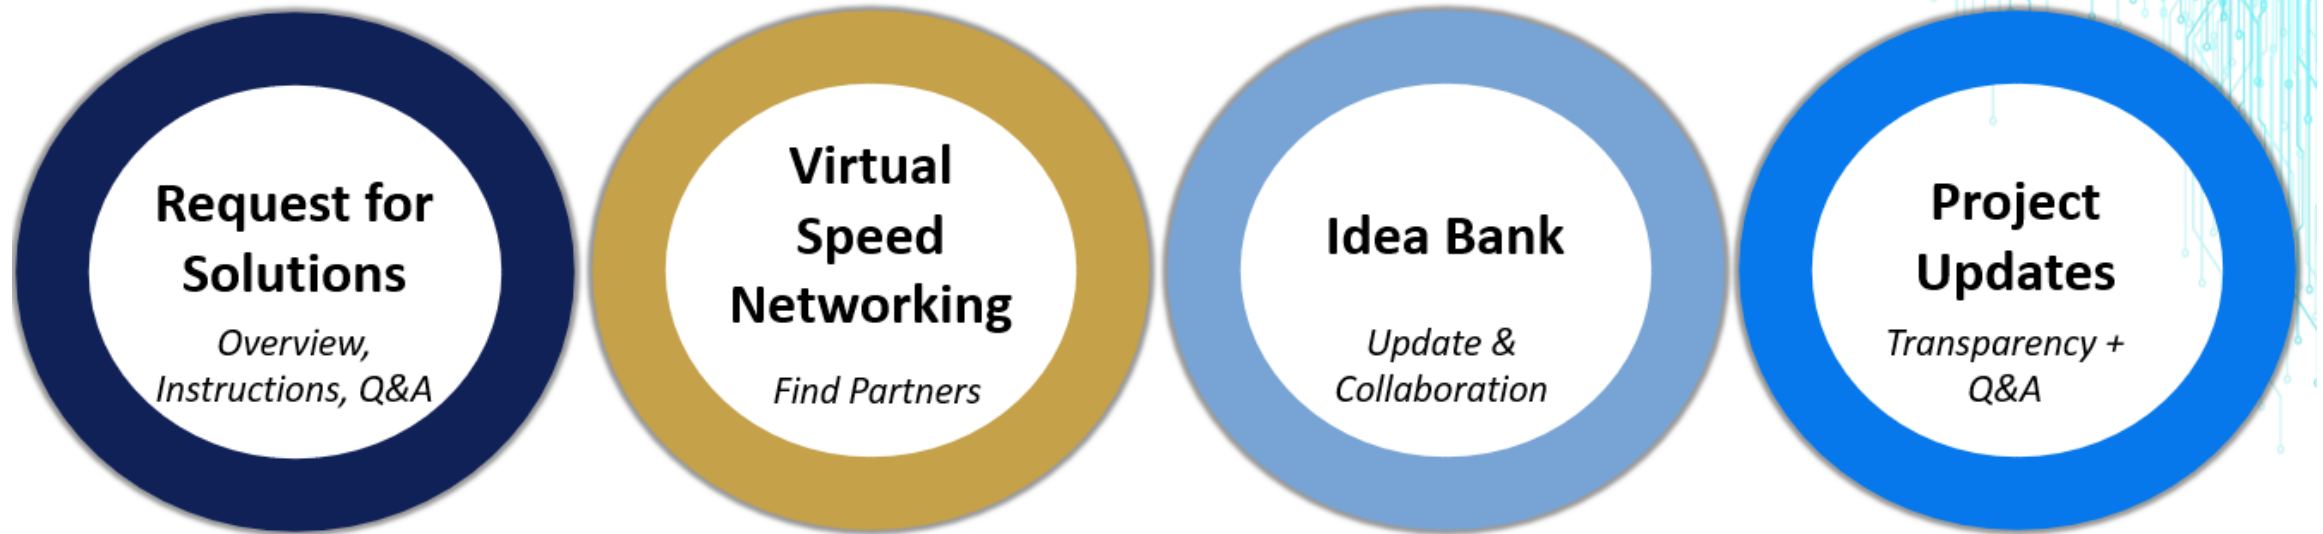 Request for
Solutions
Overview,
Instructions, Q&A
Virtual
Speed
Networking
Find Partners
Idea Bank
Update &
Collaboration
Project
Updates
Transparency +
Q&A